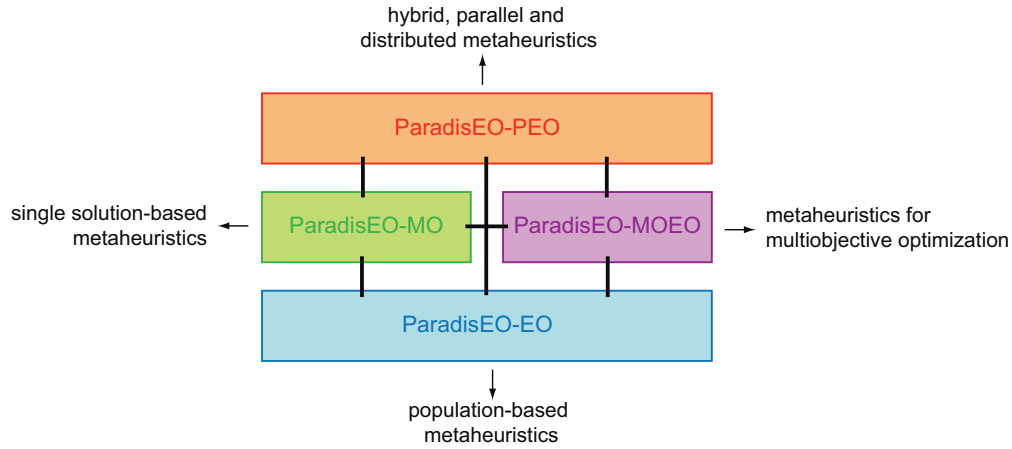 hybrid, parallel and
distributed metaheuristics
ParadisEO-PEO
single solution-based
metaheuristics
ParadisEO-MO
ParadisEO-MOEO
metaheuristics for
multiobjective optimization
ParadisEO-EO
population-based
metaheuristics